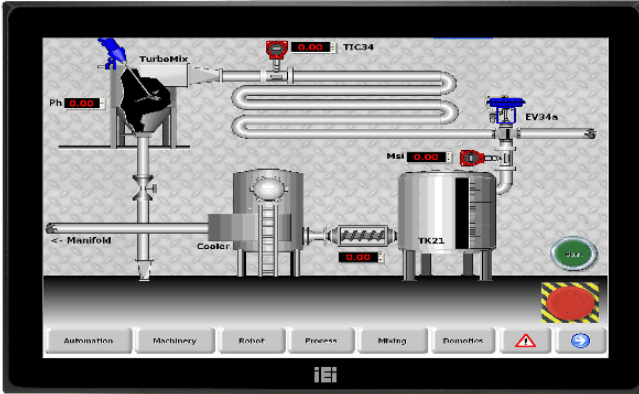 0.00 TIC34
TurboMix
Ph 0.00
EV34a
Msi 0.00
<- Manifold
Cooler
TK21
0.00
Automation Machinery Robot Process Mixing Domotics
iEi